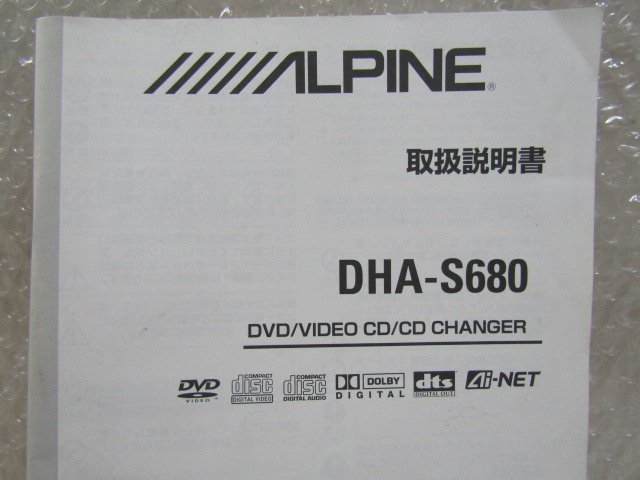 ALPINE®
取扱説明書
DHA-S680
DVD/VIDEO CD/CD CHANGER
DVD VIDEO COMPACT disc DIGITAL VIDEO COMPACT disc DIGITAL AUDIO DOLBY DIGITAL dts DIGITAL OUT Ai-NET